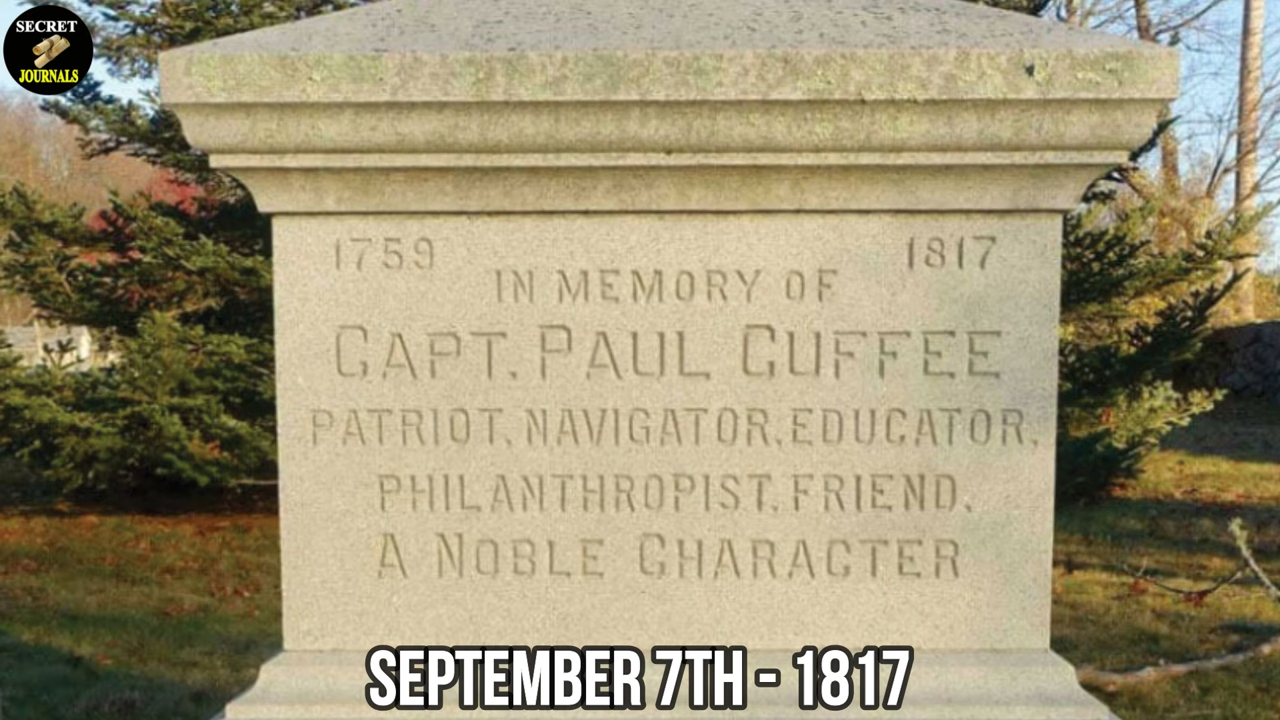 SECRET
JOURNALS
1759 1817
IN MEMORY OF
CAPT. PAUL CUFFEE
PATRIOT, NAVIGATOR, EDUCATOR,
PHILANTHROPIST, FRIEND,
A NOBLE CHARACTER
SEPTEMBER 7TH - 1817